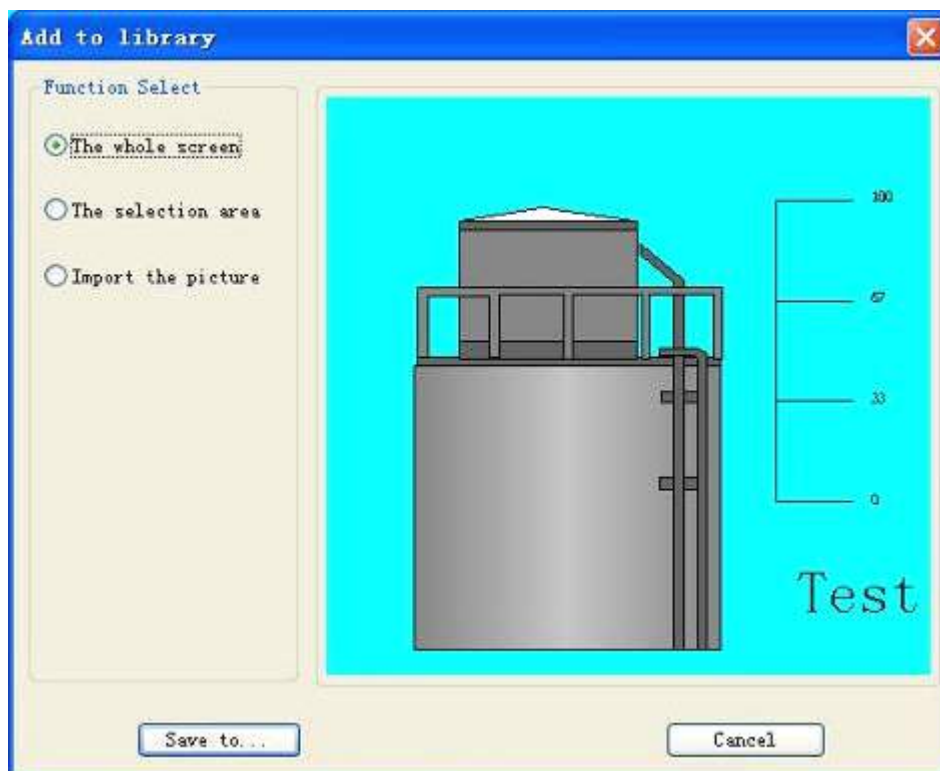 Add to library
Function Select
The whole screen
The selection area
Import the picture
100
67
33
0
Test
Save to...
Cancel